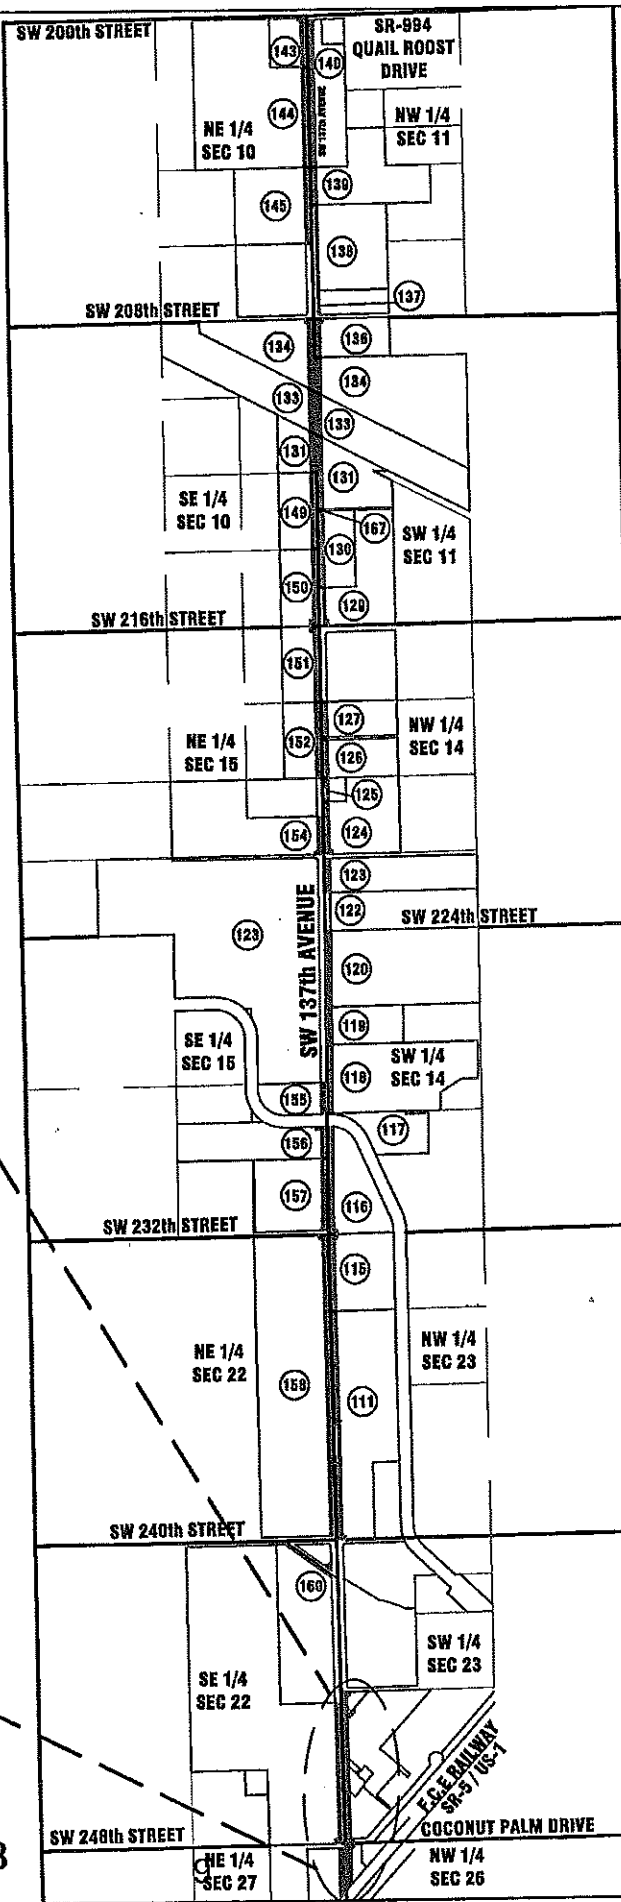 SW 200th STREET
SR-994
QUAIL ROOST
DRIVE
143
140
144
SW 137th AVENUE
NE 1/4
SEC 10
NW 1/4
SEC 11
139
145
138
137
SW 208th STREET
136
134
134
133
133
131
131
SE 1/4
SEC 10
149
167
SW 1/4
SEC 11
130
150
129
SW 216th STREET
151
127
NW 1/4
SEC 14
NE 1/4
SEC 15
152
126
125
154
124
123
122
SW 224th STREET
123
SW 137th AVENUE
120
119
SE 1/4
SEC 15
SW 1/4
SEC 14
118
155
117
156
157
116
SW 232th STREET
115
NE 1/4
SEC 22
NW 1/4
SEC 23
158
111
SW 240th STREET
160
SW 1/4
SEC 23
SE 1/4
SEC 22
F.C.E RAILWAY
SR-5 / US-1
SW 248th STREET
COCONUT PALM DRIVE
NE 1/4
SEC 27
NW 1/4
SEC 26
9